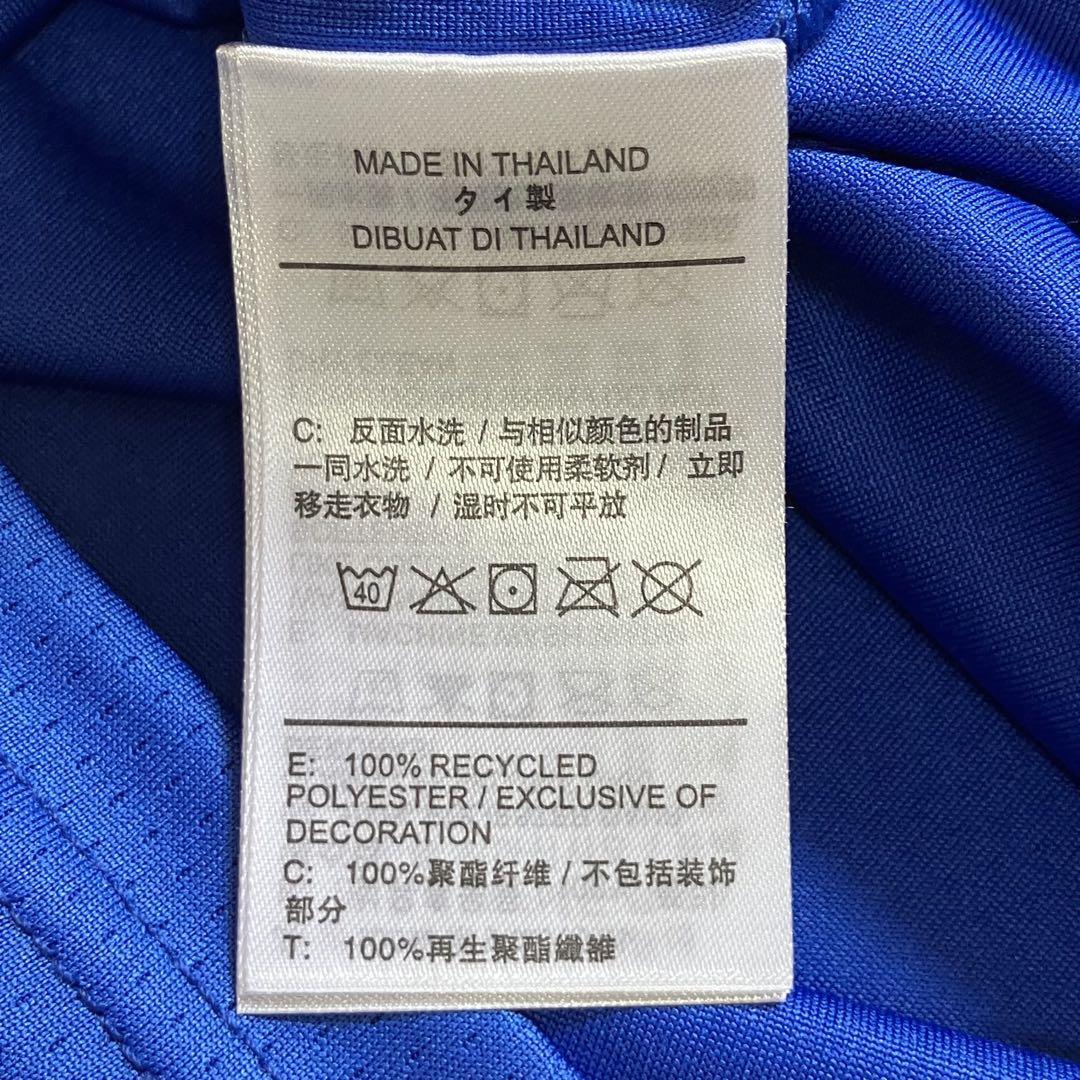 MADE IN THAILAND
タイ製
DIBUAT DI THAILAND
C: 反面水洗 / 与相似颜色的制品
一同水洗 / 不可使用柔软剂 / 立即
移走衣物 / 湿时不可平放
40
E: 100% RECYCLED
POLYESTER / EXCLUSIVE OF
DECORATION
C: 100%聚酯纤维 / 不包括装饰
部分
T: 100%再生聚酯纖維